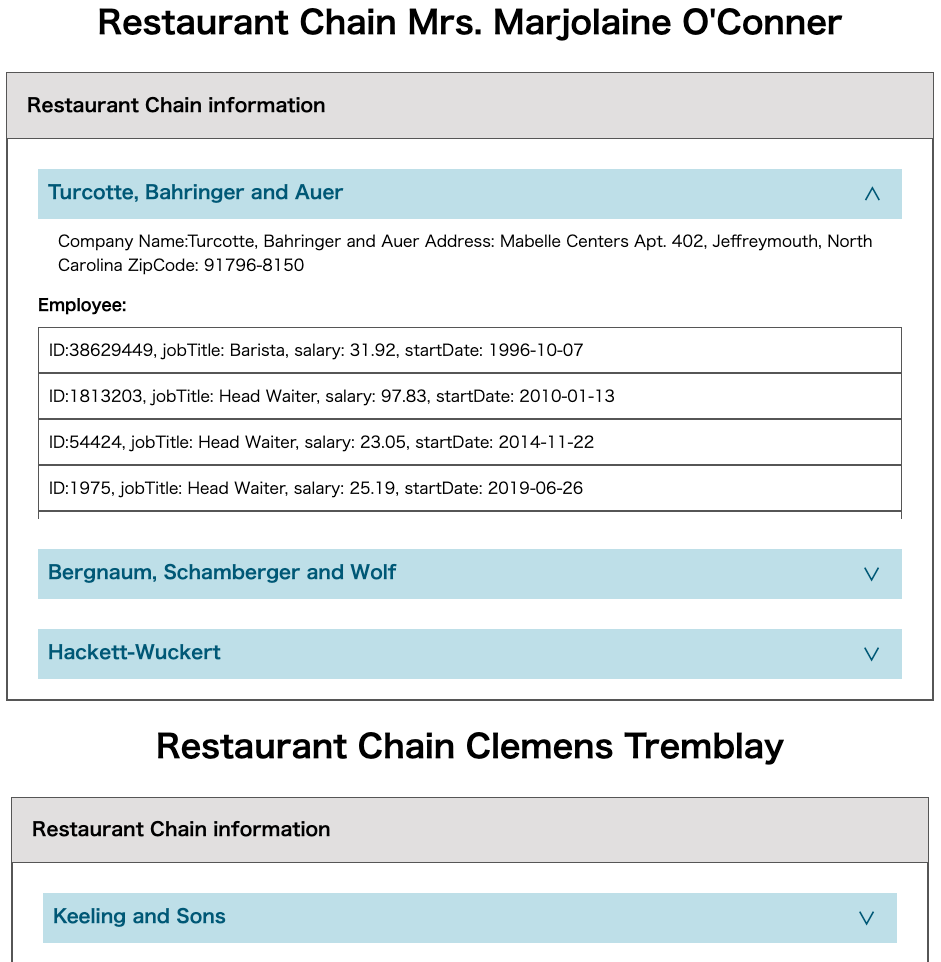 Restaurant Chain Mrs. Marjolaine O'Conner
Restaurant Chain information
Turcotte, Bahringer and Auer
Company Name:Turcotte, Bahringer and Auer Address: Mabelle Centers Apt. 402, Jeffreymouth, North
Carolina ZipCode: 91796-8150
Employee:
ID:38629449, jobTitle: Barista, salary: 31.92, startDate: 1996-10-07
ID:1813203, jobTitle: Head Waiter, salary: 97.83, startDate: 2010-01-13
ID:54424, jobTitle: Head Waiter, salary: 23.05, startDate: 2014-11-22
ID:1975, jobTitle: Head Waiter, salary: 25.19, startDate: 2019-06-26
Bergnaum, Schamberger and Wolf
Hackett-Wuckert
Restaurant Chain Clemens Tremblay
Restaurant Chain information
Keeling and Sons